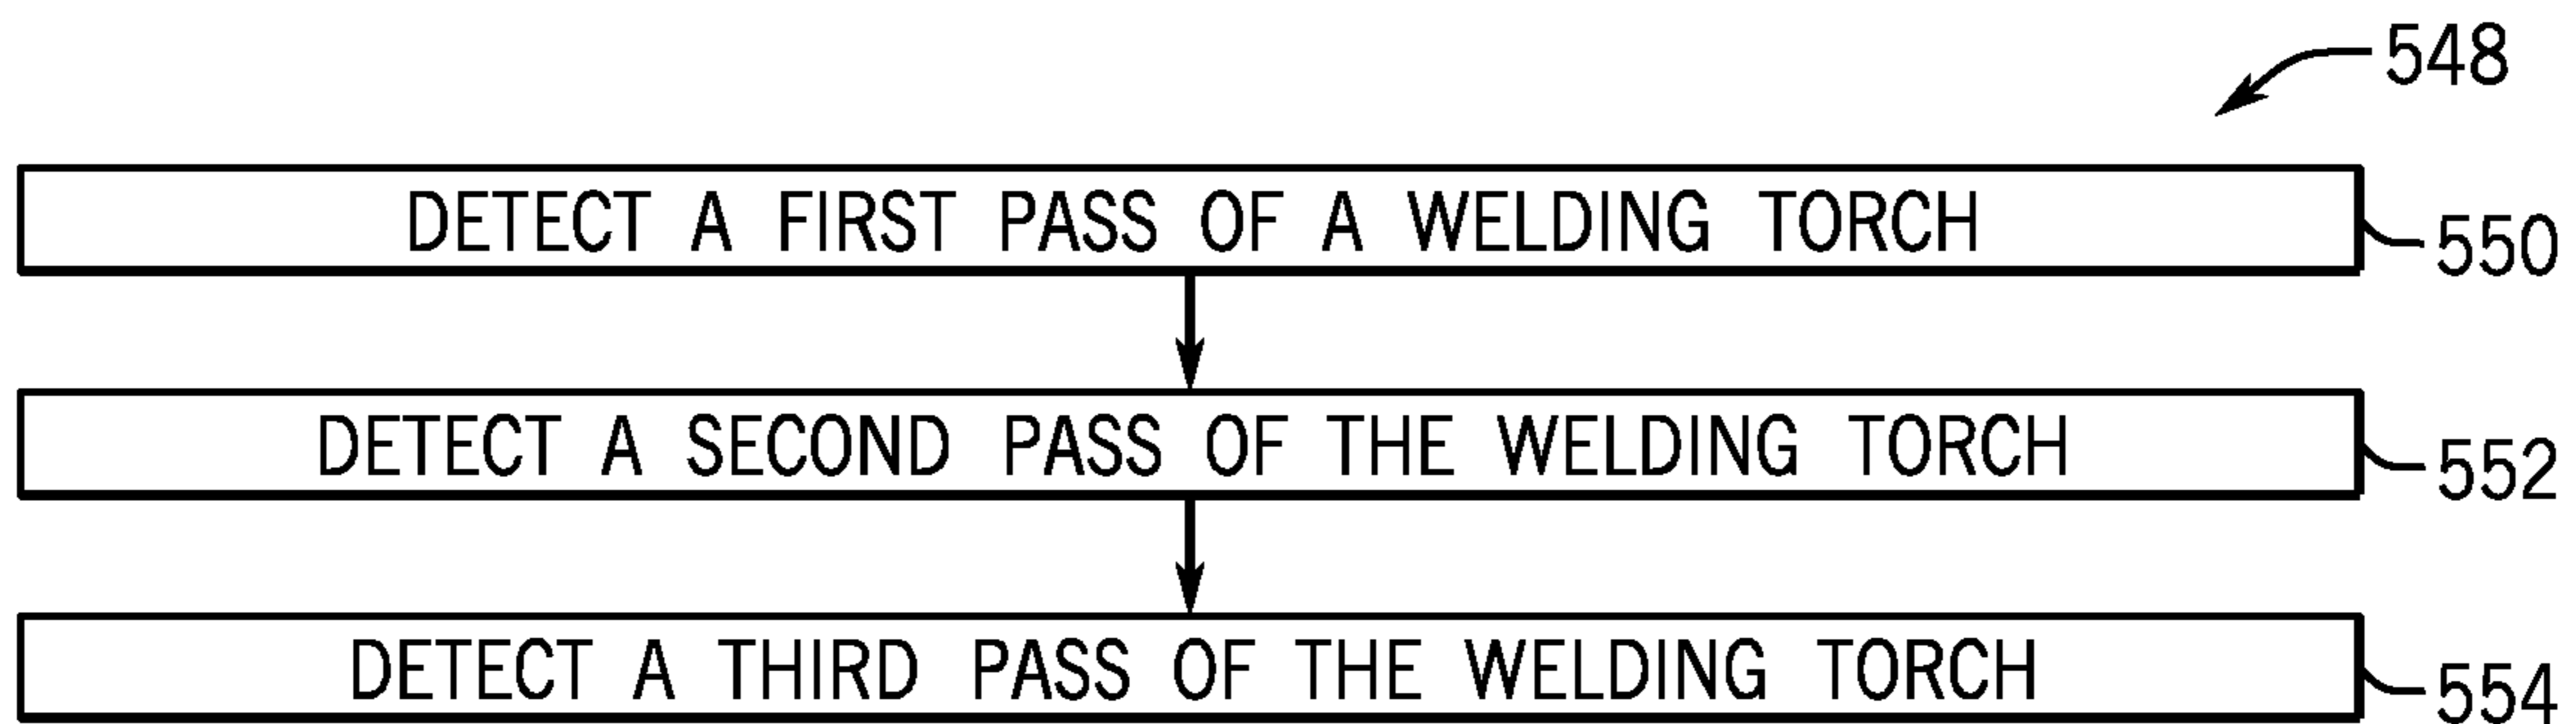 548
DETECT A FIRST PASS OF A WELDING TORCH
550
DETECT A SECOND PASS OF THE WELDING TORCH
552
DETECT A THIRD PASS OF THE WELDING TORCH
554